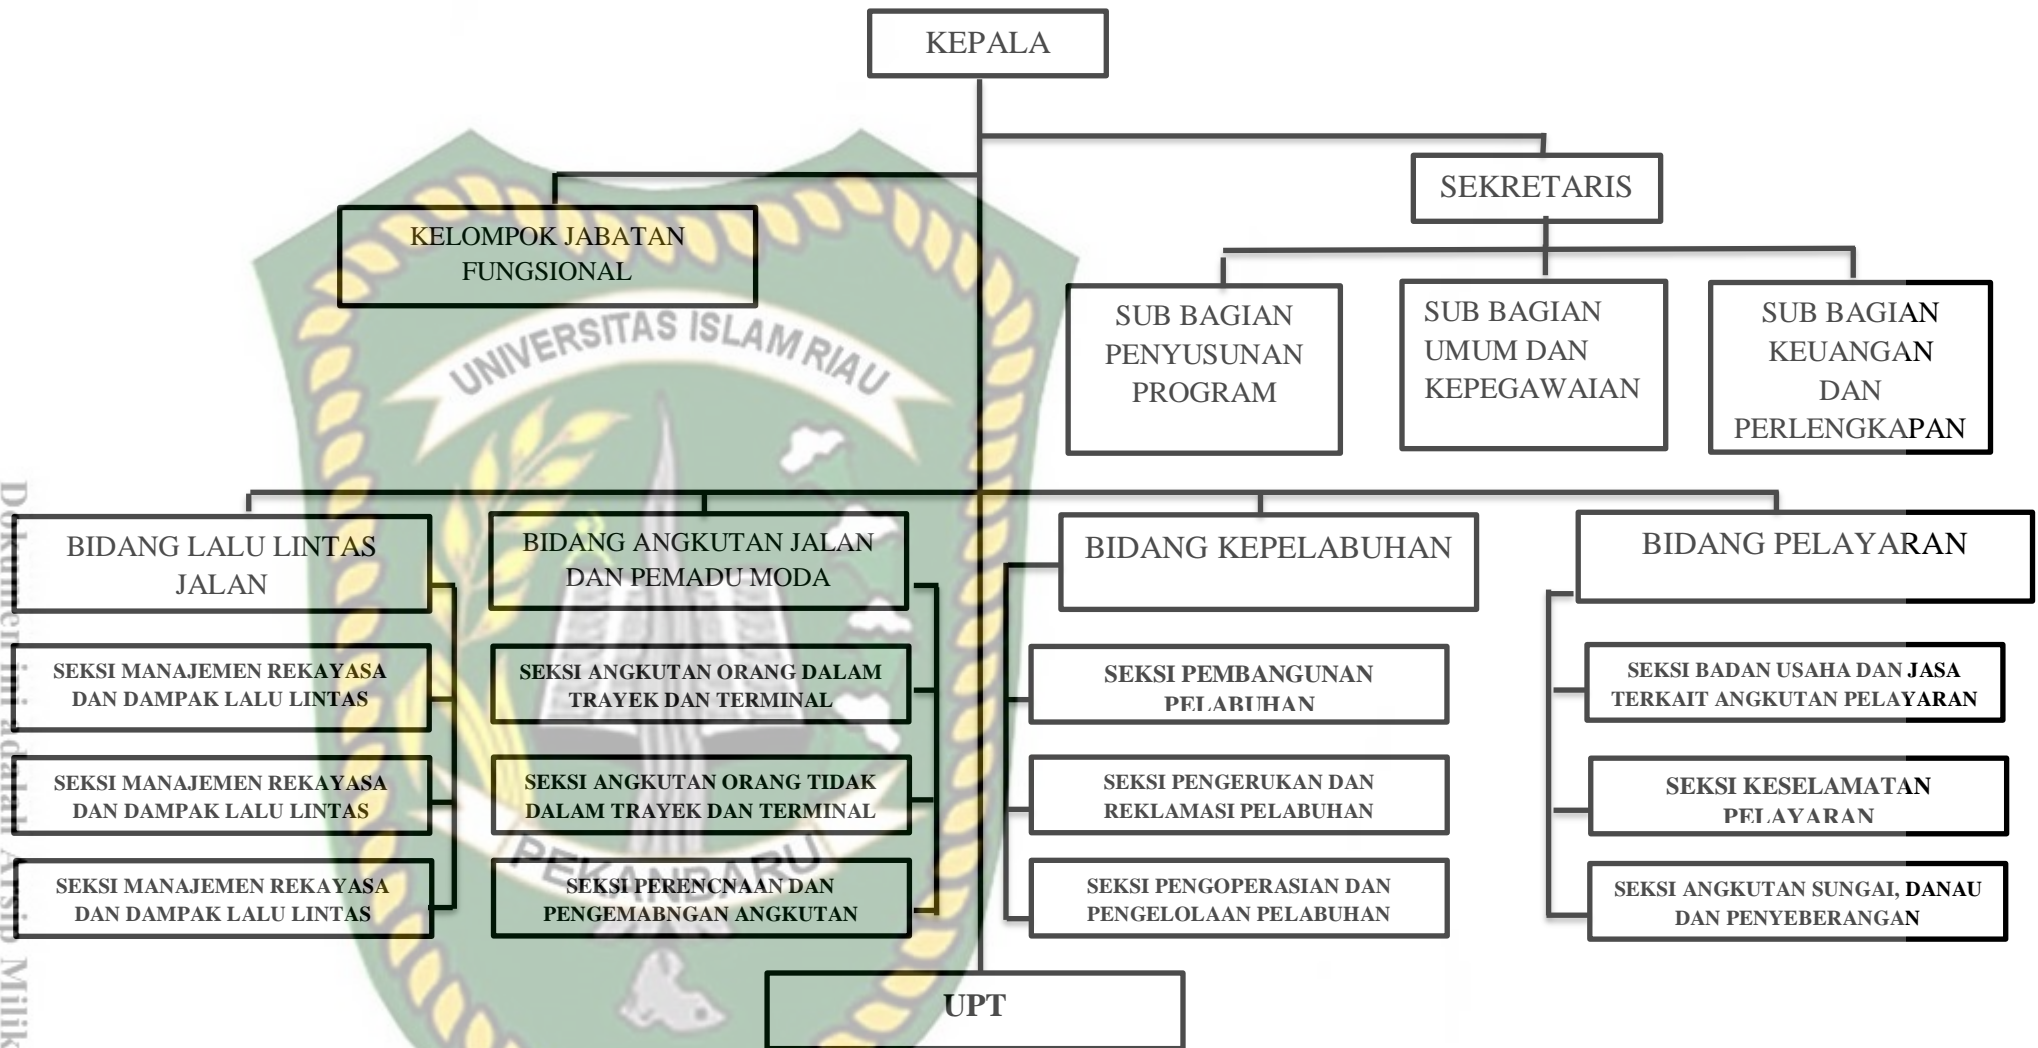 KEPALA
SEKRETARIS
KELOMPOK JABATAN
FUNGSIONAL
SUB BAGIAN
PENYUSUNAN
PROGRAM
SUB BAGIAN
UMUM DAN
KEPEGAWAIAN
SUB BAGIAN
KEUANGAN
DAN
PERLENGKAPAN
UNIVERSITAS ISLAM RIAU
BIDANG LALU LINTAS
JALAN
SEKSI MANAJEMEN REKAYASA
DAN DAMPAK LALU LINTAS
SEKSI MANAJEMEN REKAYASA
DAN DAMPAK LALU LINTAS
SEKSI MANAJEMEN REKAYASA
DAN DAMPAK LALU LINTAS
BIDANG ANGKUTAN JALAN
DAN PEMADU MODA
SEKSI ANGKUTAN ORANG DALAM
TRAYEK DAN TERMINAL
SEKSI ANGKUTAN ORANG TIDAK
DALAM TRAYEK DAN TERMINAL
SEKSI PERENCNAAN DAN
PENGEMABNGAN ANGKUTAN
BIDANG KEPELABUHAN
SEKSI PEMBANGUNAN
PELABUHAN
SEKSI PENGERUKAN DAN
REKLAMASI PELABUHAN
SEKSI PENGOPERASIAN DAN
PENGELOLAAN PELABUHAN
BIDANG PELAYARAN
SEKSI BADAN USAHA DAN JASA
TERKAIT ANGKUTAN PELAYARAN
SEKSI KESELAMATAN
PELAYARAN
SEKSI ANGKUTAN SUNGAI, DANAU
DAN PENYEBERANGAN
PEKANBARU
UPT
Dokumen ini adalah Arsip Milik